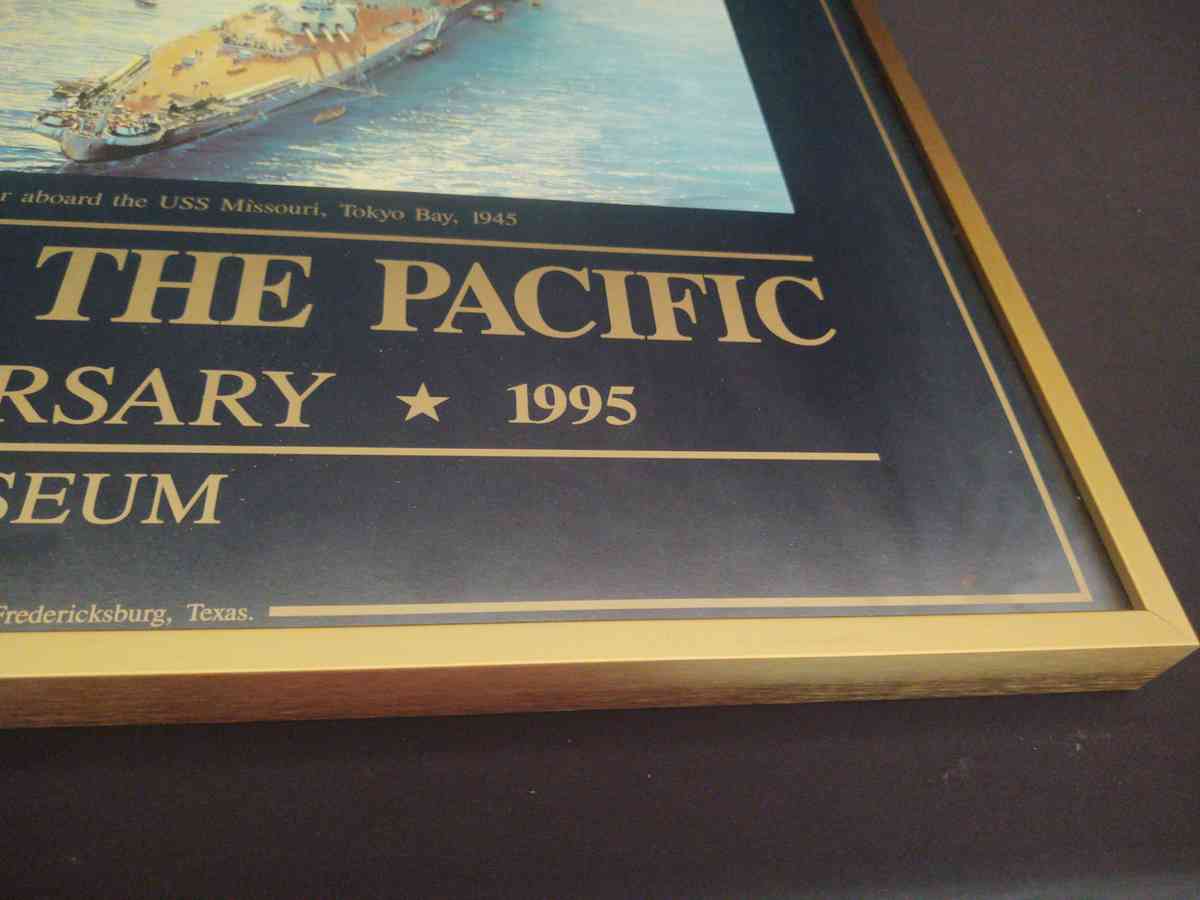 r aboard the USS Missouri, Tokyo Bay, 1945
THE PACIFIC
RSARY ★ 1995
SEUM
Fredericksburg, Texas.